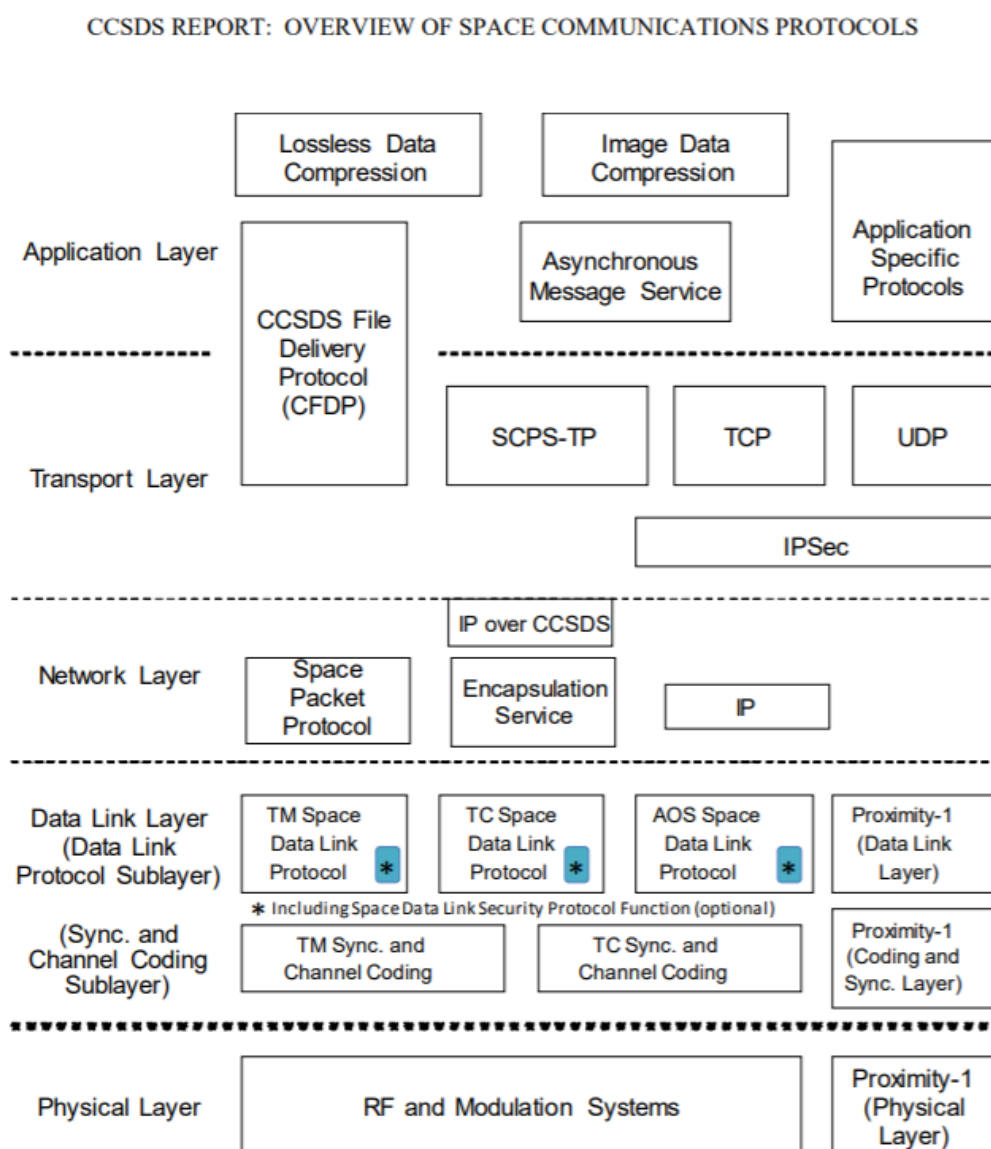 CCSDS REPORT: OVERVIEW OF SPACE COMMUNICATIONS PROTOCOLS
Lossless Data
Compression
Image Data
Compression
Application Layer
CCSDS File
Delivery
Protocol
(CFDP)
Asynchronous
Message Service
Application
Specific
Protocols
Transport Layer
SCPS-TP
TCP
UDP
IPSec
Network Layer
IP over CCSDS
Space
Packet
Protocol
Encapsulation
Service
IP
Data Link Layer
(Data Link
Protocol Sublayer)
TM Space
Data Link
Protocol *
TC Space
Data Link
Protocol *
AOS Space
Data Link
Protocol *
Proximity-1
(Data Link
Layer)
* Including Space Data Link Security Protocol Function (optional)
(Sync. and
Channel Coding
Sublayer)
TM Sync. and
Channel Coding
TC Sync. and
Channel Coding
Proximity-1
(Coding and
Sync. Layer)
Physical Layer
RF and Modulation Systems
Proximity-1
(Physical
Layer)